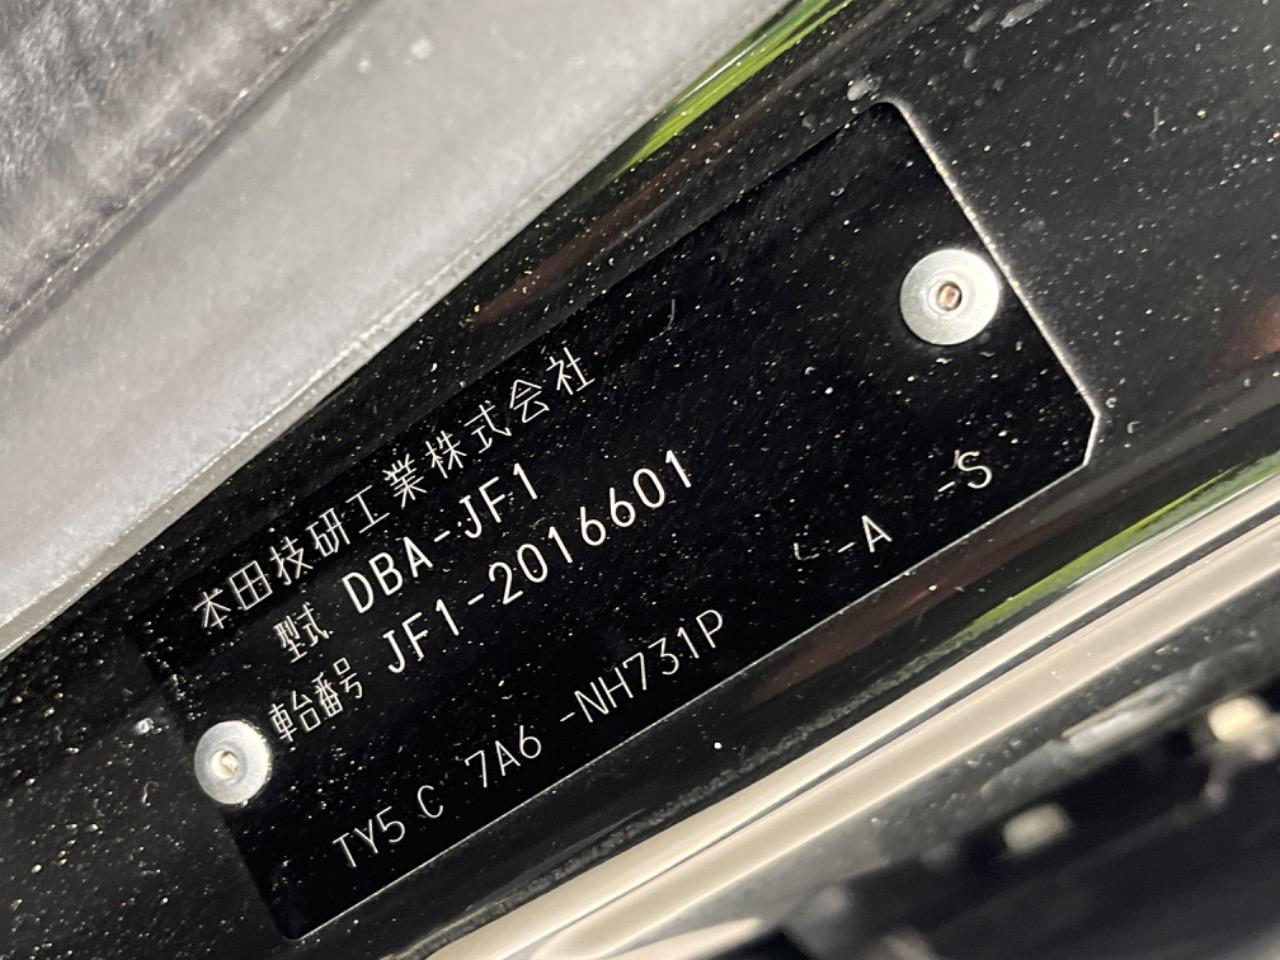 本田技研工業株式会社
型式 DBA-JF1
車台番号 JF1-2016601
TY5 C 7A6 -NH731P -A -S